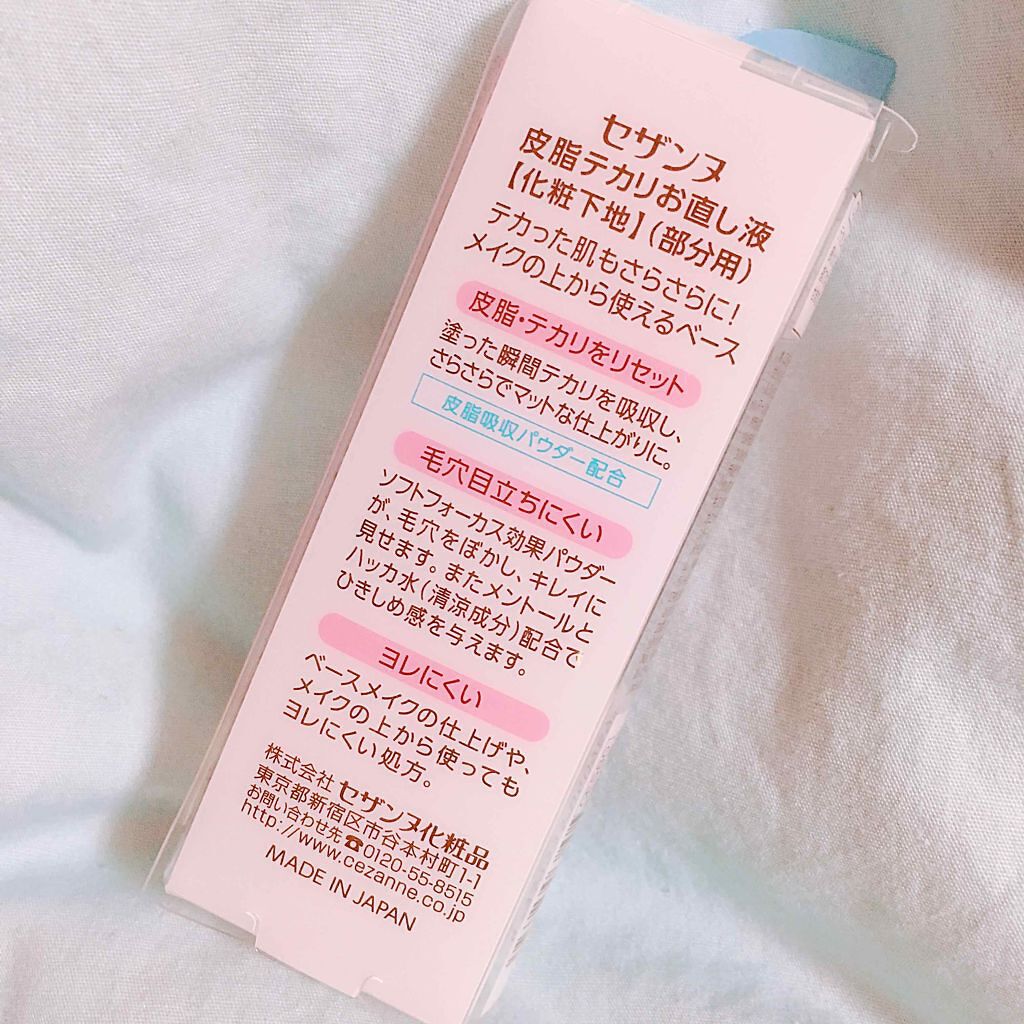 セザンヌ
皮脂テカリお直し液
【化粧下地】(部分用)
テカった肌もさらさらに!
メイクの上から使えるベース
皮脂・テカリをリセット
塗った瞬間テカリを吸収し、
さらさらでマットな仕上がりに。
皮脂吸収パウダー配合
毛穴目立ちにくい
ソフトフォーカス効果パウダー
が、毛穴をぼかし、キレイに
見せます。またメントールと
ハッカ水(清涼成分)配合で
ひきしめ感を与えます。
ヨレにくい
ベースメイクの仕上げや、
メイクの上から使っても
ヨレにくい処方。
株式会社 セザンヌ化粧品
東京都新宿区市谷本村町1-1
お問い合わせ先☎0120-55-8515
http://www.cezanne.co.jp
MADE IN JAPAN